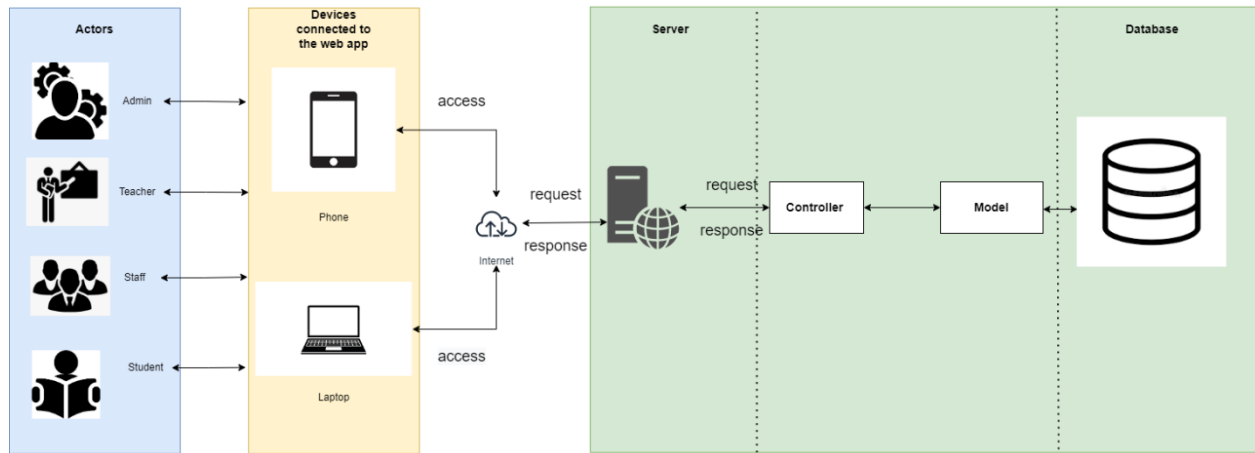 Actors
Devices
connected to
the web app
Server
Database
Admin
Teacher
Staff
Student
Phone
Laptop
access
access
Internet
request
response
request
response
Controller
Model